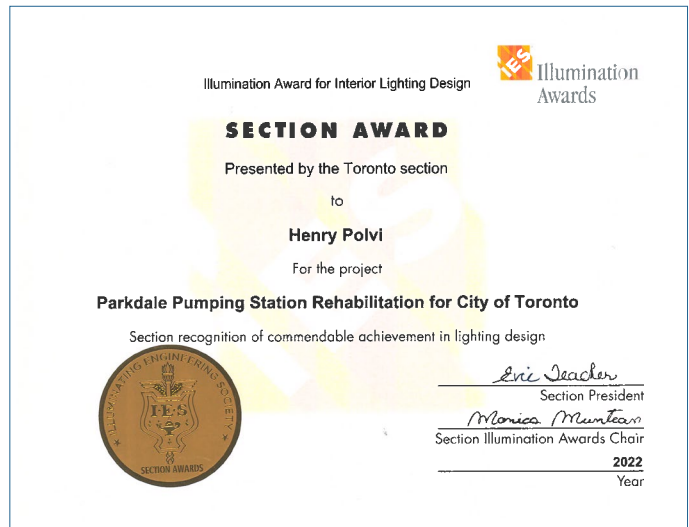 IES
Illumination
Awards
Illumination Award for Interior Lighting Design
SECTION AWARD
Presented by the Toronto section
to
Henry Polvi
For the project
Parkdale Pumping Station Rehabilitation for City of Toronto
Section recognition of commendable achievement in lighting design
ILLUMINATING ENGINEERING SOCIETY
IES
SECTION AWARDS
Eric Teacher
Section President
Monica Muntean
Section Illumination Awards Chair
2022
Year
IES